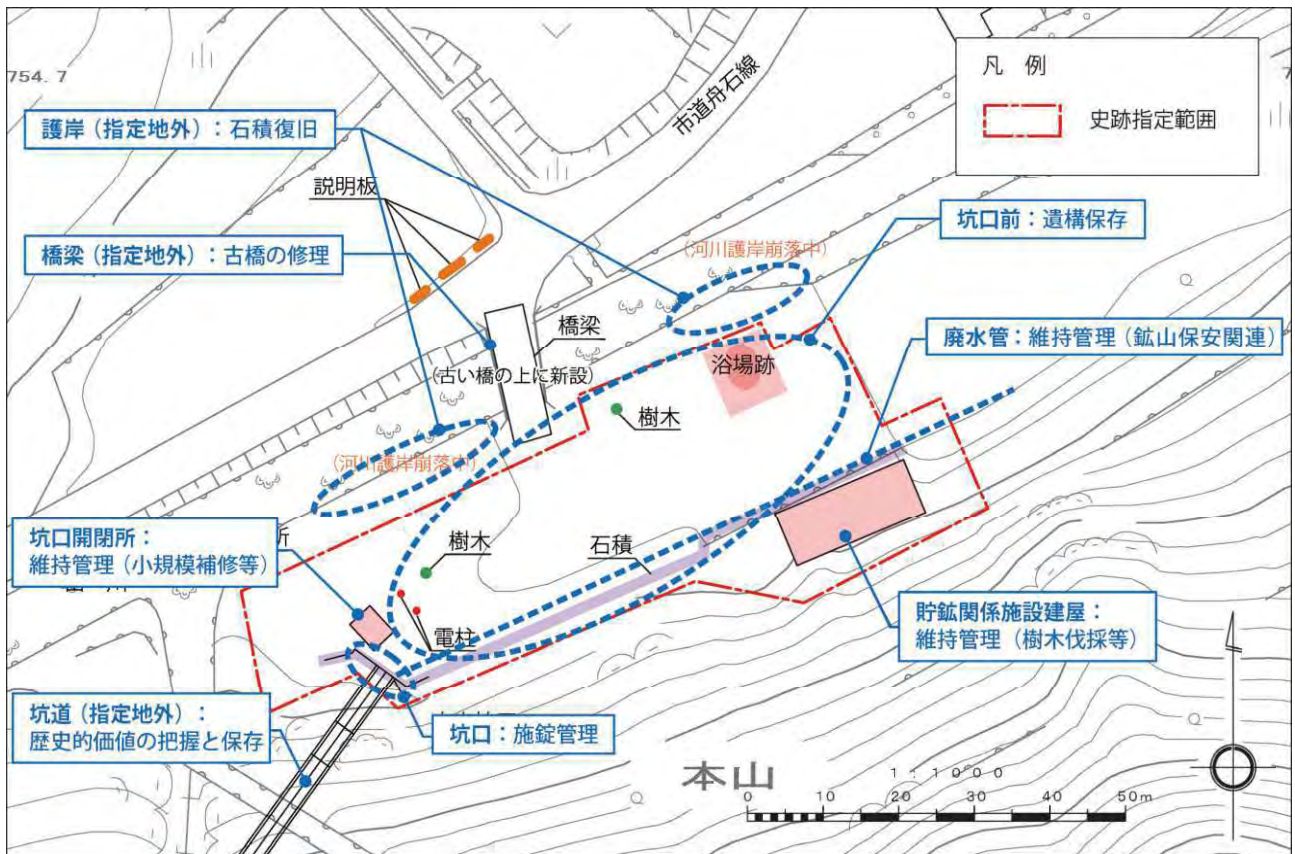 754.7
凡 例
史跡指定範囲
市道舟石線
護岸（指定地外）：石積復旧
説明板
橋梁（指定地外）：古橋の修理
（河川護岸崩落中）
坑口前：遺構保存
橋梁
（古い橋の上に新設）
浴場跡
廃水管：維持管理（鉱山保安関連）
樹木
（河川護岸崩落中）
坑口開閉所：
維持管理（小規模補修等）
所
樹木
石積
電柱
貯鉱関係施設建屋：
維持管理（樹木伐採等）
坑道（指定地外）：
歴史的価値の把握と保存
坑口：施錠管理
本山
1:1000
0 10 20 30 40 50m